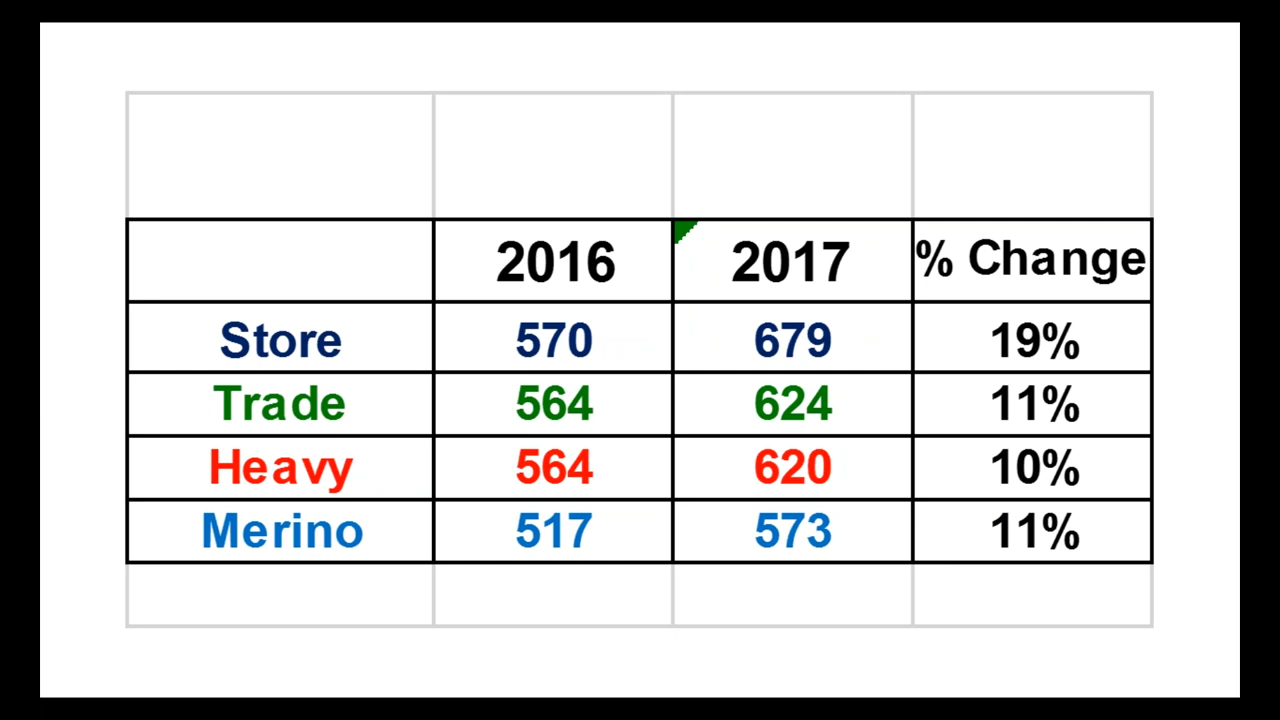 2016 2017 % Change
Store 570 679 19%
Trade 564 624 11%
Heavy 564 620 10%
Merino 517 573 11%